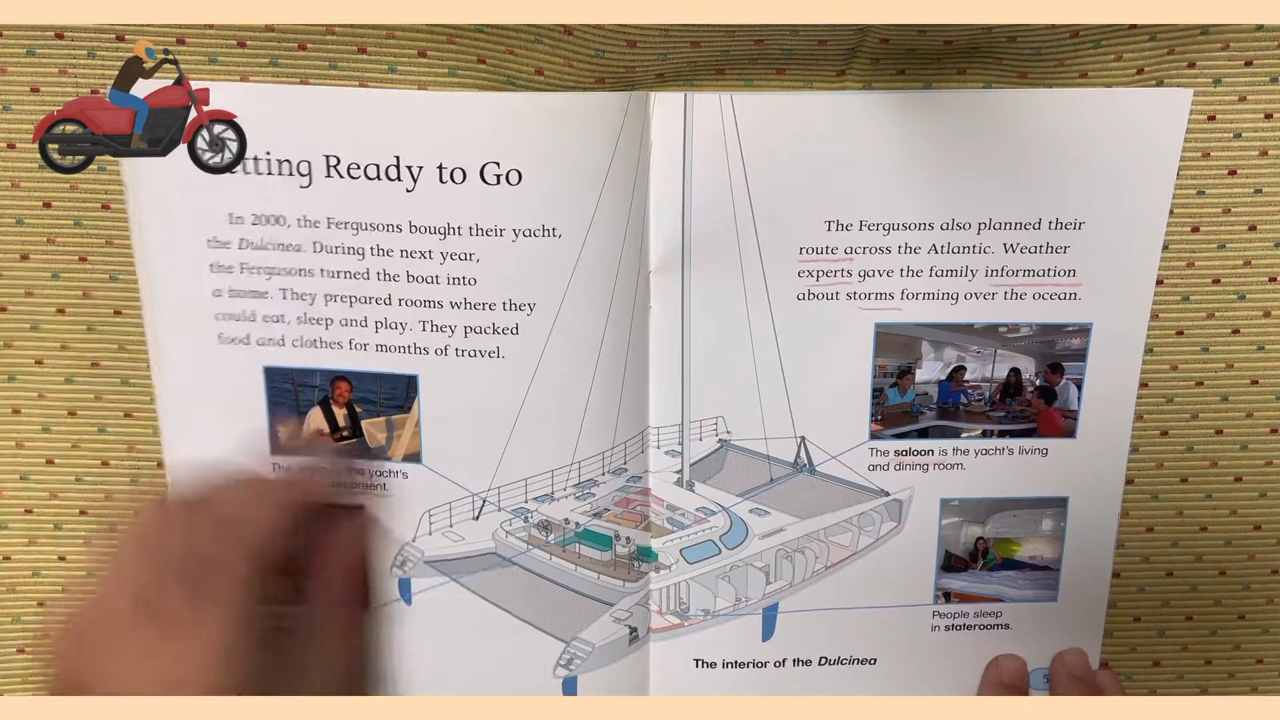 tting Ready to Go
In 2000, the Fergusons bought their yacht,
the Dulcinea. During the next year,
the Fergusons turned the boat into
a home. They prepared rooms where they
could eat, sleep and play. They packed
food and clothes for months of travel.
The yacht's
The Fergusons also planned their
route across the Atlantic. Weather
experts gave the family information
about storms forming over the ocean.
The saloon is the yacht's living
and dining room.
People sleep
in staterooms.
The interior of the Dulcinea
5